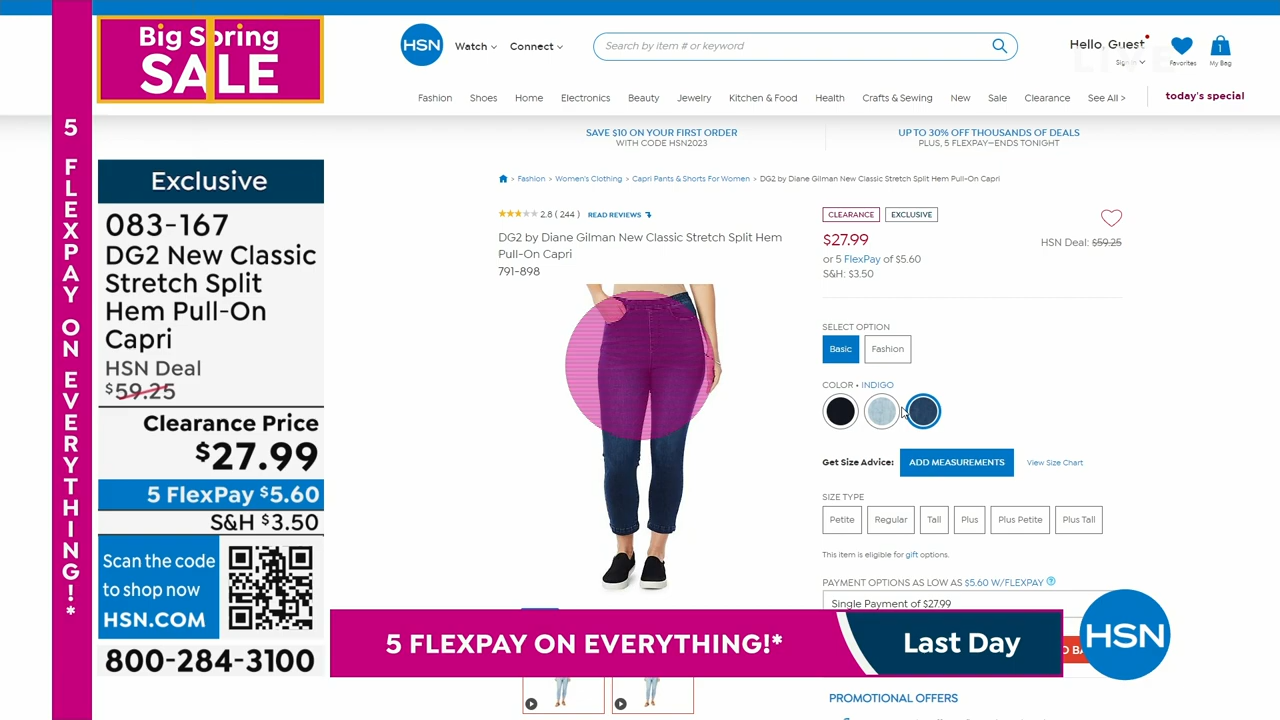 Big Spring
SALE
5 FLEXPAY ON EVERYTHING!*
Exclusive
083-167
DG2 New Classic
Stretch Split
Hem Pull-On
Capri
HSN Deal
$59.25
Clearance Price
$27.99
5 FlexPay $5.60
S&H $3.50
Scan the code
to shop now
HSN.COM
800-284-3100
HSN
Watch
Connect
Search by item # or keyword
Hello, Guest
Favorites
1
My Bag
LIVE
Fashion Shoes Home Electronics Beauty Jewelry Kitchen & Food Health Crafts & Sewing New Sale Clearance See All > today's special
SAVE $10 ON YOUR FIRST ORDER
WITH CODE HSN2023
UP TO 30% OFF THOUSANDS OF DEALS
PLUS, 5 FLEXPAY—ENDS TONIGHT
> Fashion > Women's Clothing > Capri Pants & Shorts For Women > DG2 by Diane Gilman New Classic Stretch Split Hem Pull-On Capri
2.8 ( 244 ) READ REVIEWS
DG2 by Diane Gilman New Classic Stretch Split Hem
Pull-On Capri
791-898
CLEARANCE EXCLUSIVE
$27.99
HSN Deal: $59.25
or 5 FlexPay of $5.60
S&H: $3.50
SELECT OPTION
Basic Fashion
COLOR • INDIGO
Get Size Advice: ADD MEASUREMENTS View Size Chart
SIZE TYPE
Petite Regular Tall Plus Plus Petite Plus Tall
This item is eligible for gift options.
PAYMENT OPTIONS AS LOW AS $5.60 W/FLEXPAY
Single Payment of $27.99
5 FLEXPAY ON EVERYTHING!*
Last Day
HSN
PROMOTIONAL OFFERS